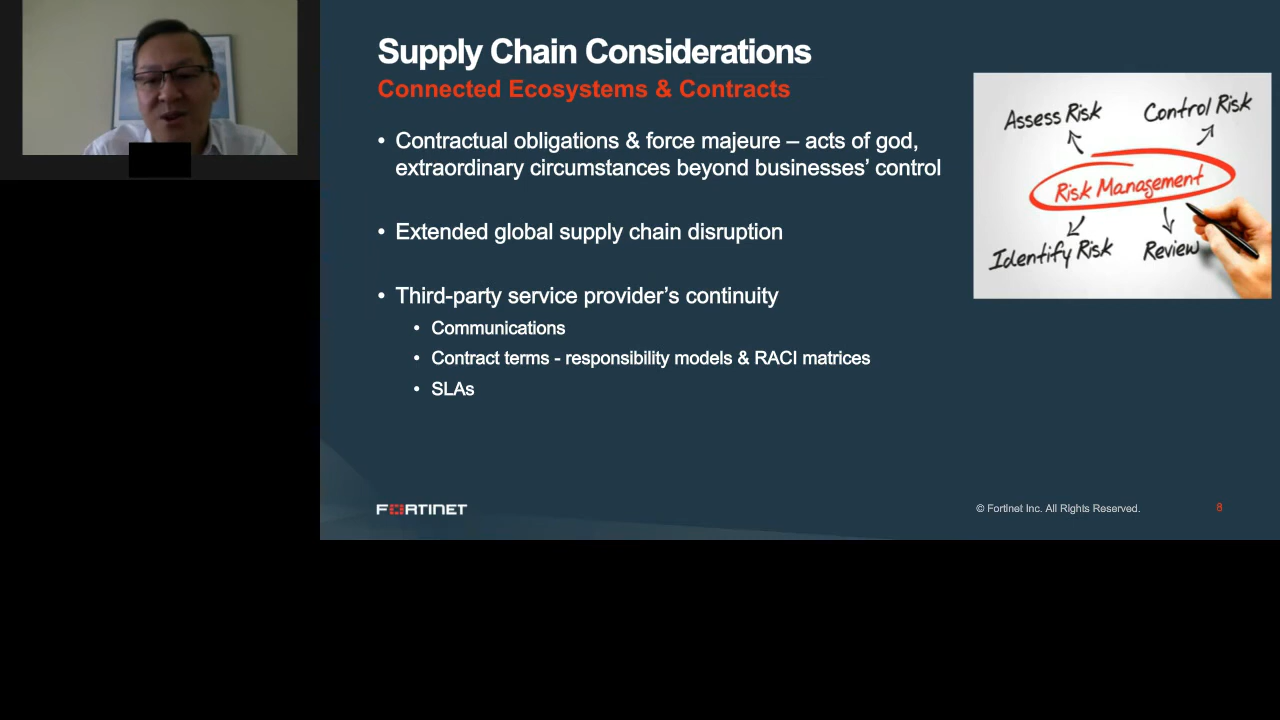 Supply Chain Considerations
Connected Ecosystems & Contracts
• Contractual obligations & force majeure – acts of god,
extraordinary circumstances beyond businesses’ control
• Extended global supply chain disruption
• Third-party service provider’s continuity
• Communications
• Contract terms - responsibility models & RACI matrices
• SLAs
Assess Risk
Control Risk
Risk Management
Identify Risk
Review
FORTINET
© Fortinet Inc. All Rights Reserved.
8